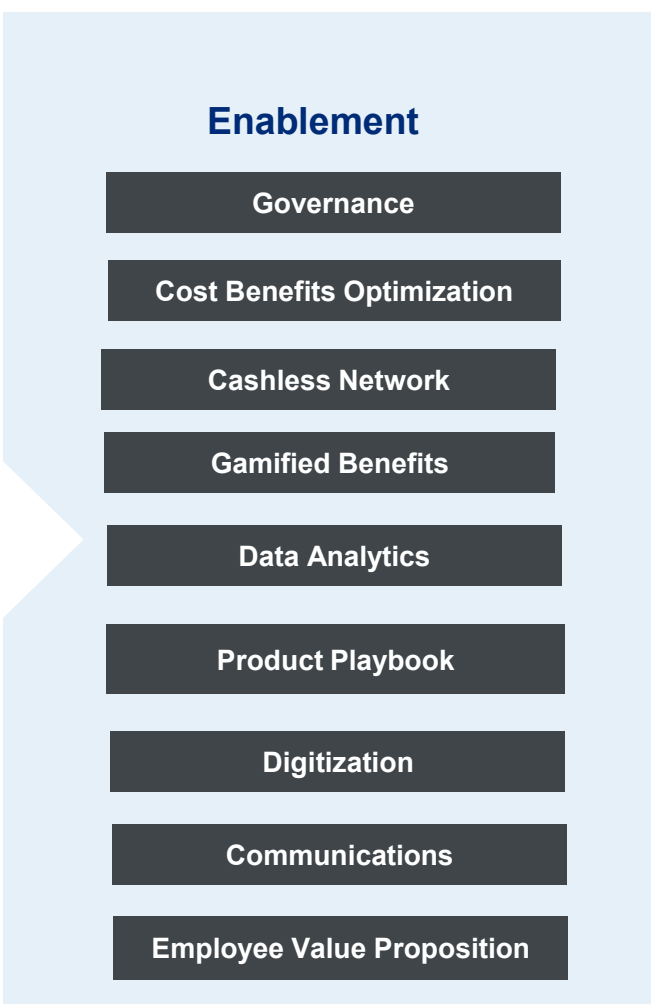 Enablement
Governance
Cost Benefits Optimization
Cashless Network
Gamified Benefits
Data Analytics
Product Playbook
Digitization
Communications
Employee Value Proposition